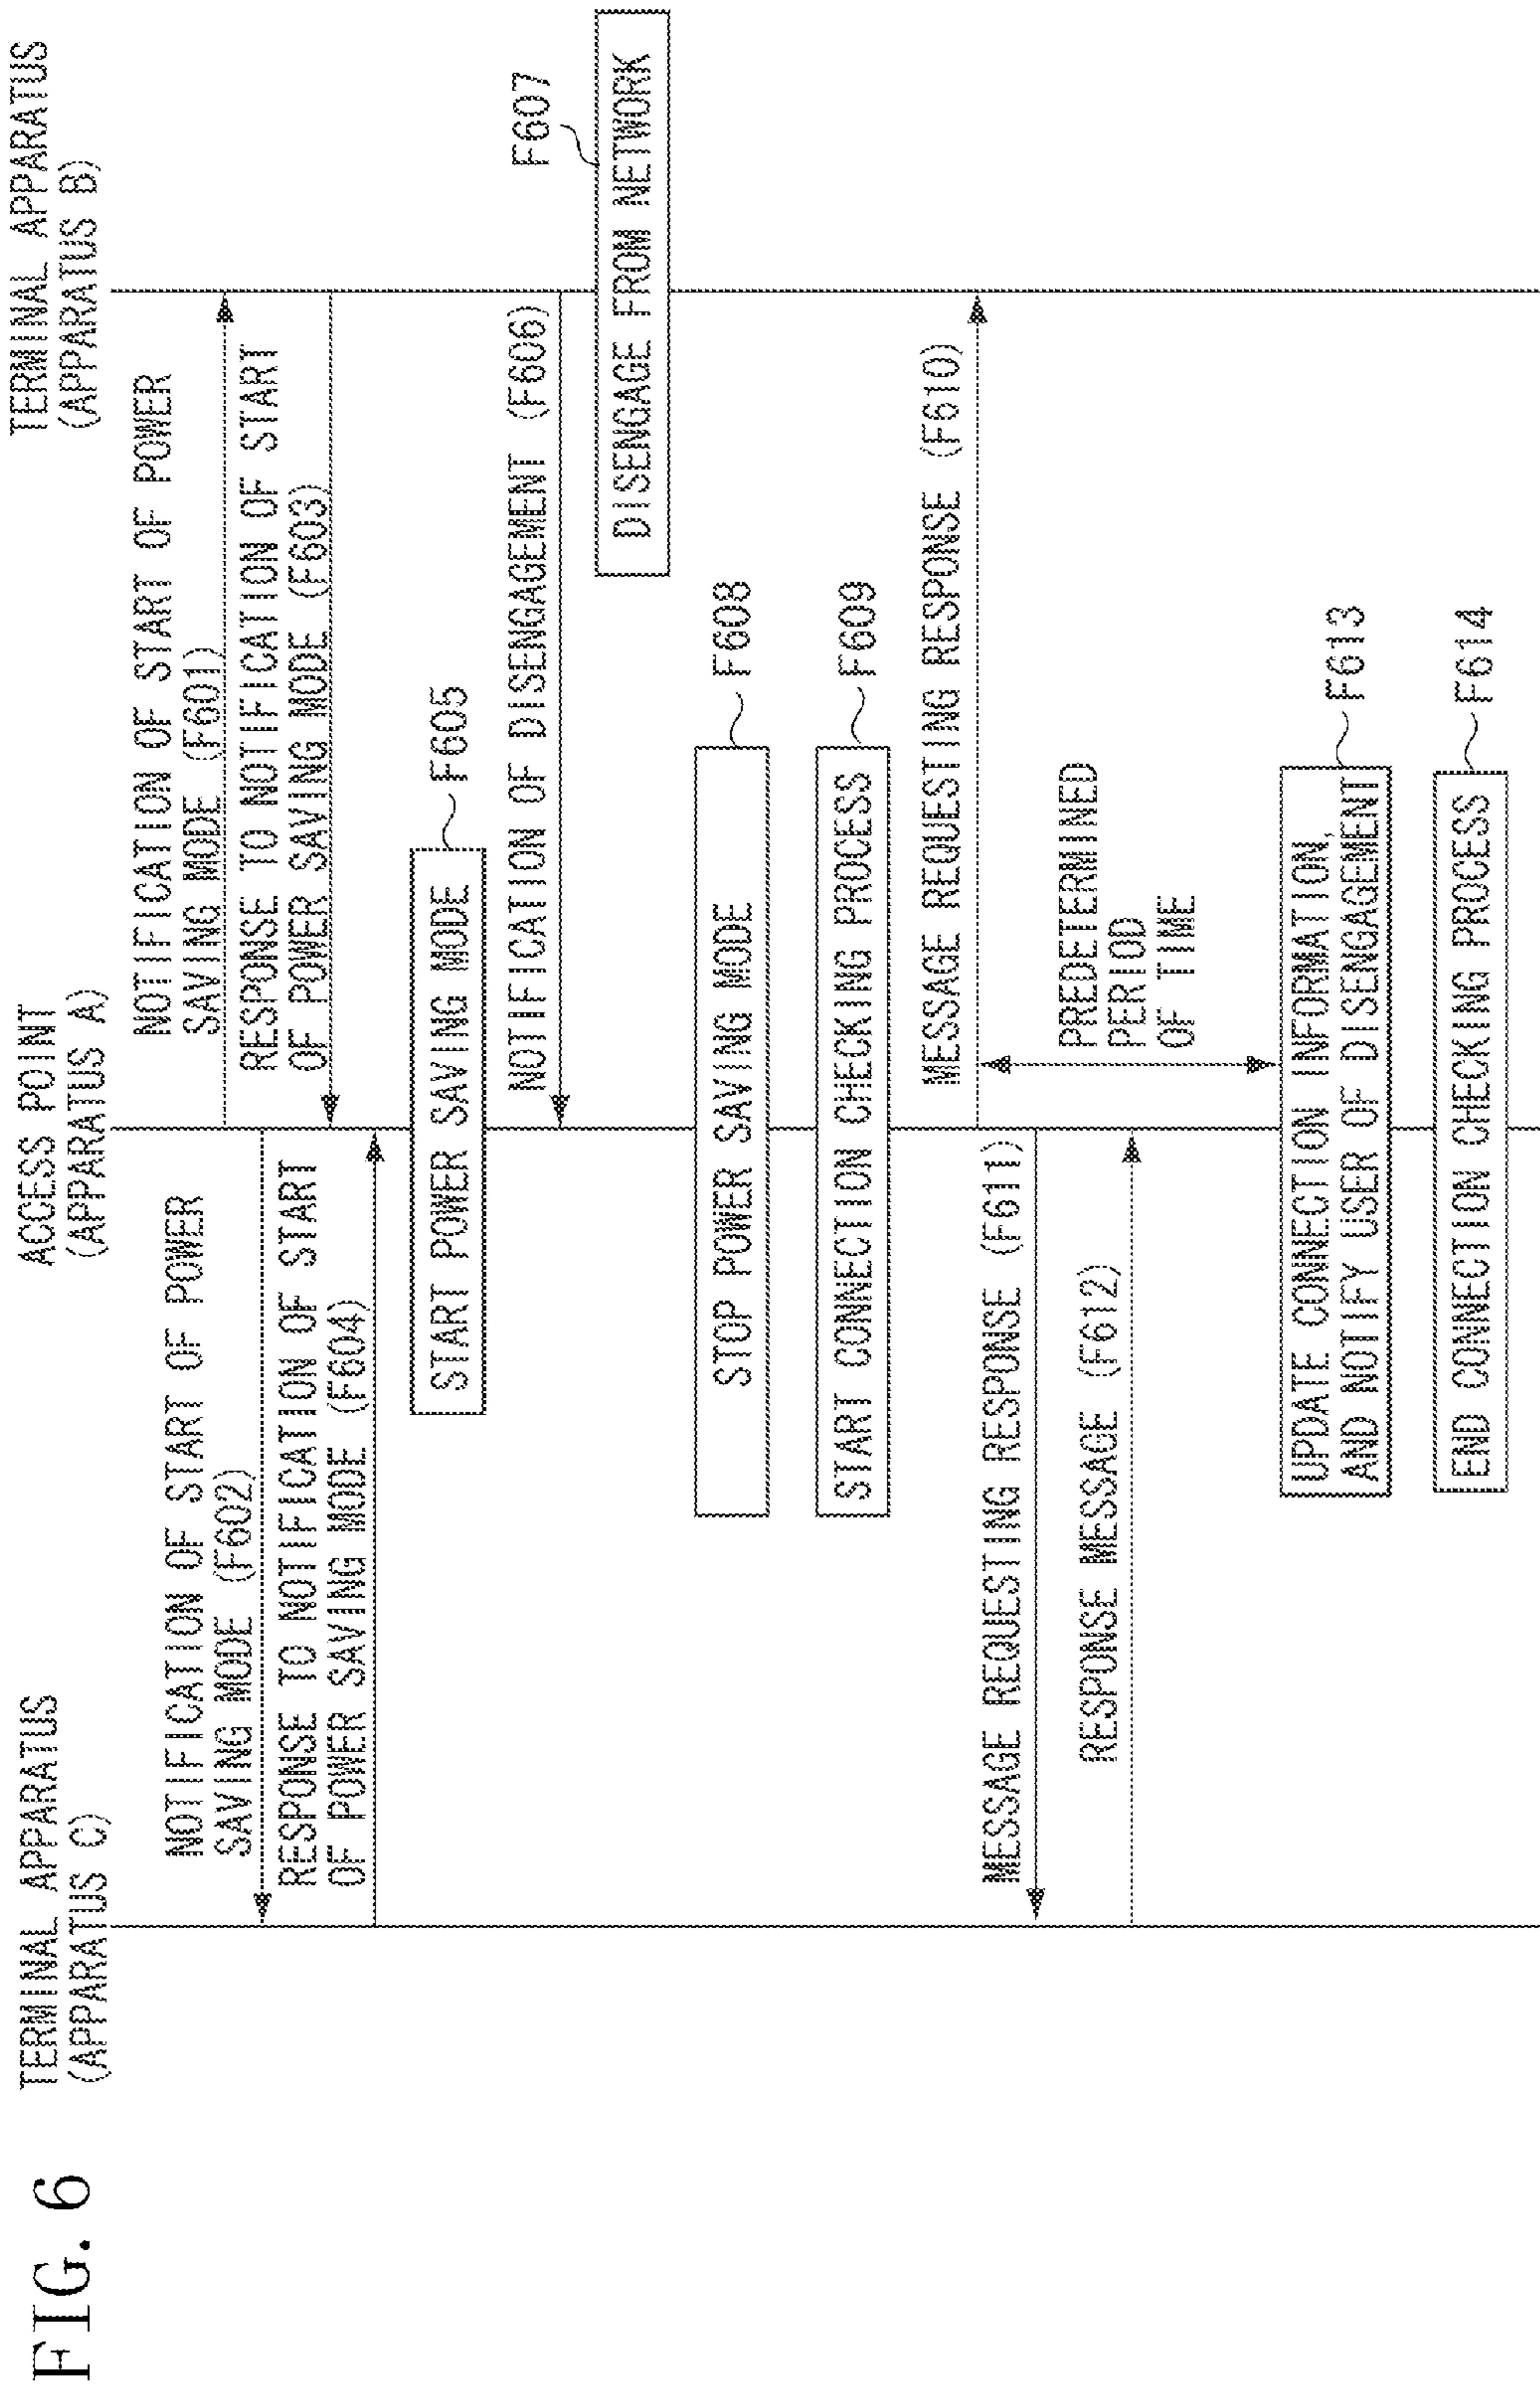 FIG. 6
TERMINAL APPARATUS
(APPARATUS C)
ACCESS POINT
(APPARATUS A)
TERMINAL APPARATUS
(APPARATUS B)
NOTIFICATION OF START OF POWER
SAVING MODE (F601)
NOTIFICATION OF START OF POWER
SAVING MODE (F602)
RESPONSE TO NOTIFICATION OF START
OF POWER SAVING MODE (F603)
RESPONSE TO NOTIFICATION OF START
OF POWER SAVING MODE (F604)
START POWER SAVING MODE
F605
NOTIFICATION OF DISENGAGEMENT (F606)
F607
DISENGAGE FROM NETWORK
STOP POWER SAVING MODE
F608
START CONNECTION CHECKING PROCESS
F609
MESSAGE REQUESTING RESPONSE (F610)
MESSAGE REQUESTING RESPONSE (F611)
RESPONSE MESSAGE (F612)
PREDETERMINED
PERIOD
OF TIME
UPDATE CONNECTION INFORMATION,
AND NOTIFY USER OF DISENGAGEMENT
F613
END CONNECTION CHECKING PROCESS
F614